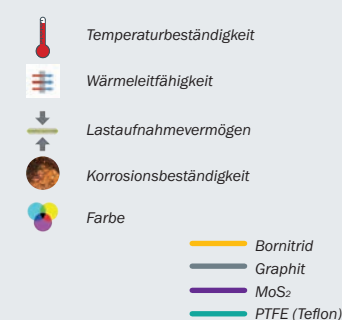 Temperaturbeständigkeit
Wärmeleitfähigkeit
Lastaufnahmevermögen
Korrosionsbeständigkeit
Farbe
Bornitrid
Graphit
MoS₂
PTFE (Teflon)